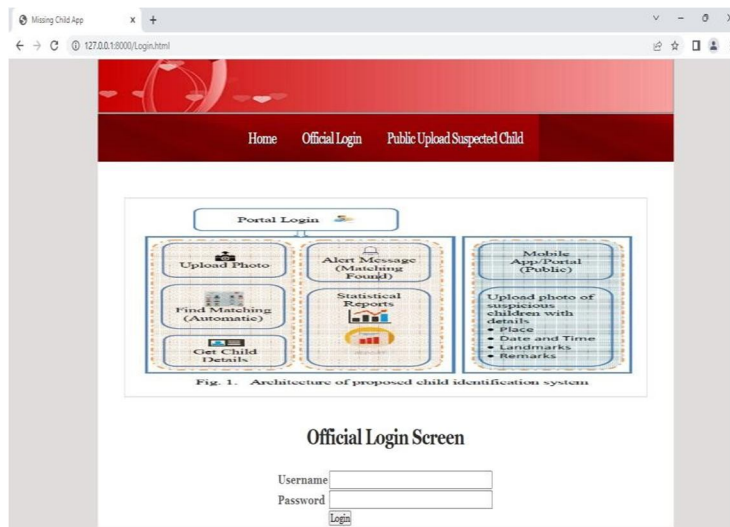 Missing Child App
127.0.0.1:8000/Login.html
Home Official Login Public Upload Suspected Child
Portal Login
Upload Photo
Find Matching
(Automatic)
Get Child
Details
Alert Message
(Matching
Found)
Statistical
Reports
Mobile
App/Portal
(Public)
Upload photo of
suspicious
children with
details
• Place
• Date and Time
• Landmarks
• Remarks
Fig. 1. Architecture of proposed child identification system
Official Login Screen
Username
Password
Login